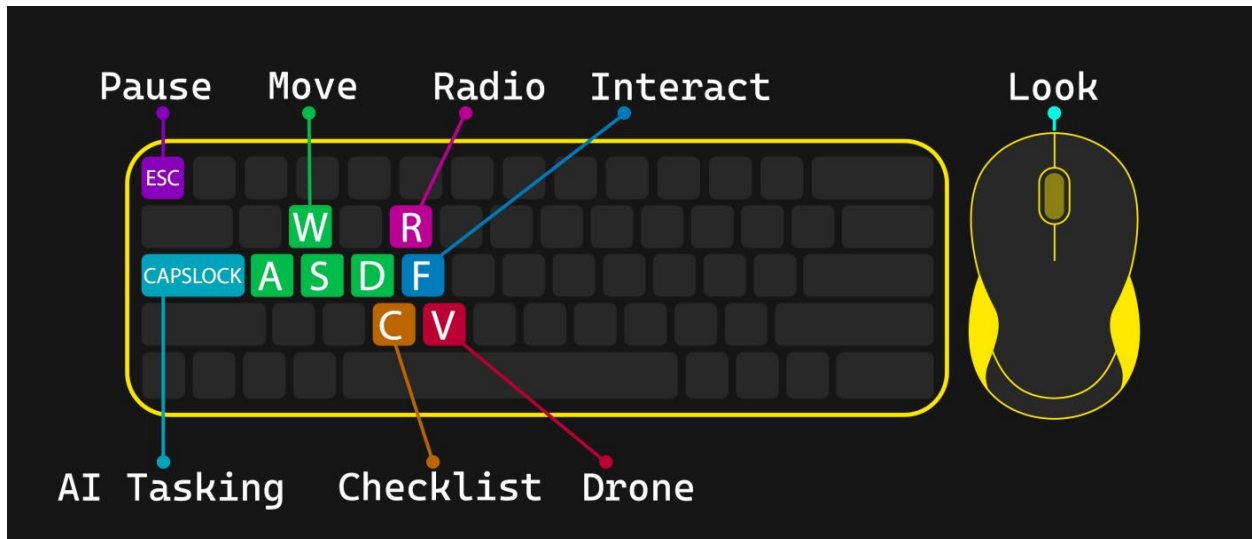 Pause Move Radio Interact Look
ESC
W R
CAPSLOCK A S D F
C V
AI Tasking Checklist Drone